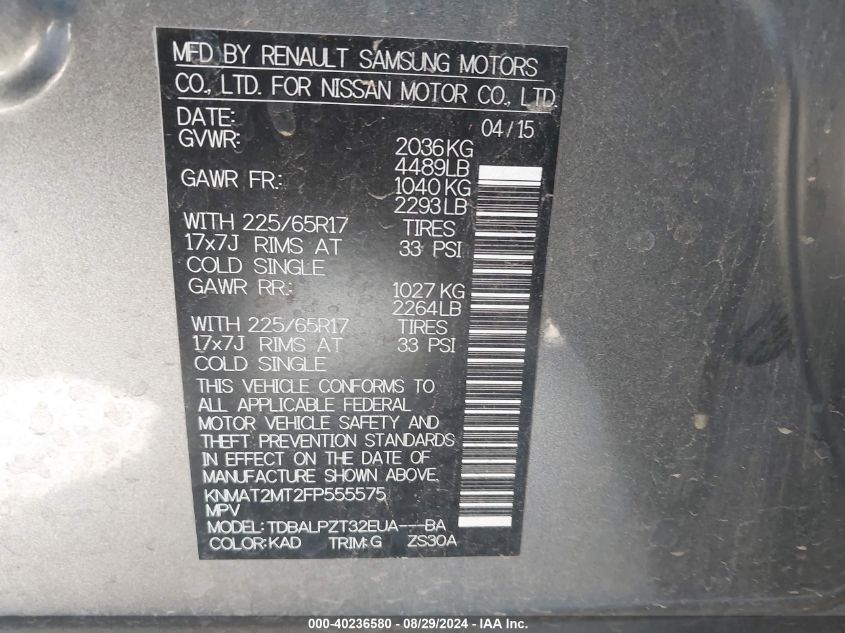 MFD BY RENAULT SAMSUNG MOTORS
CO., LTD. FOR NISSAN MOTOR CO., LTD.
DATE: 04/15
GVWR: 2036KG
4489LB
GAWR FR.: 1040KG
2293LB
WITH 225/65R17 TIRES
17x7J RIMS AT 33 PSI
COLD SINGLE
GAWR RR.: 1027KG
2264LB
WITH 225/65R17 TIRES
17x7J RIMS AT 33 PSI
COLD SINGLE
THIS VEHICLE CONFORMS TO
ALL APPLICABLE FEDERAL
MOTOR VEHICLE SAFETY AND
THEFT PREVENTION STANDARDS
IN EFFECT ON THE DATE OF
MANUFACTURE SHOWN ABOVE.
KNMAT2MT2FP555575
MPV
MODEL: TDBALPZT32EUA---BA
COLOR: KAD TRIM: G ZS30A
000-40236580 - 08/29/2024 - IAA Inc.